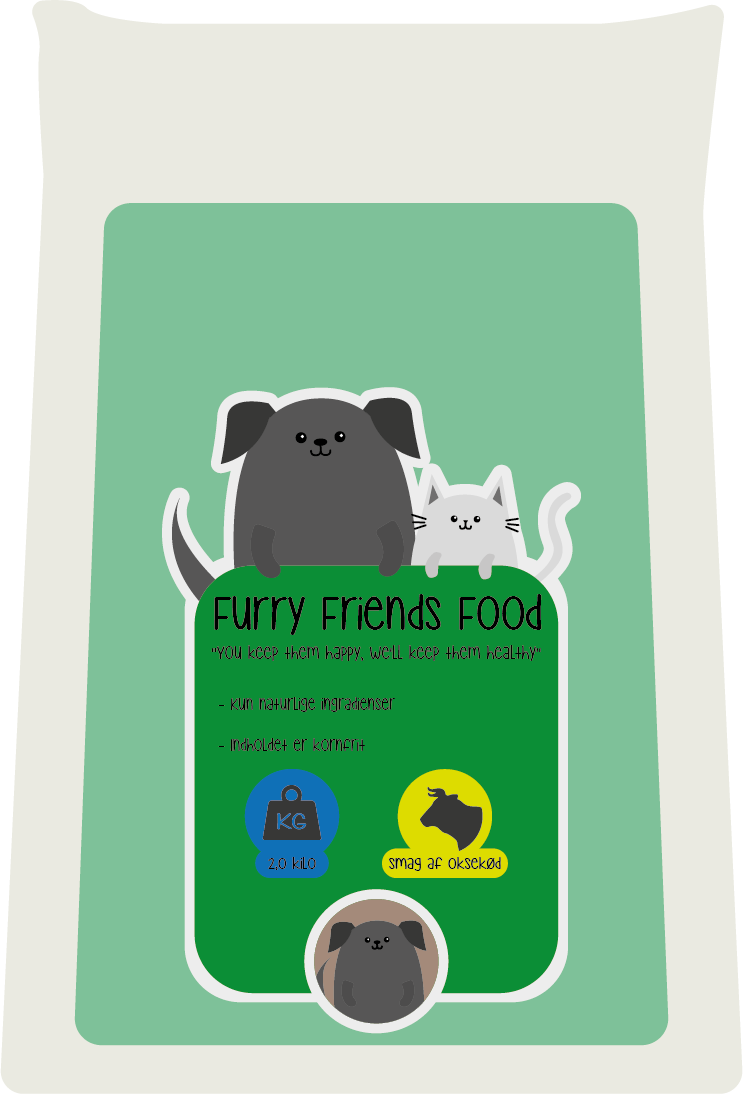 Furry Friends Food
"You keep them happy, we'll keep them healthy"
- Kun naturlige ingradienser
- Indholdet er kornfrit
KG
2,0 kilo
smag af oksekød